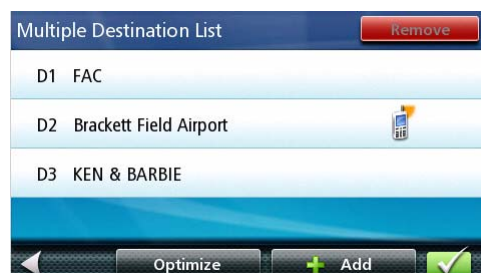 Multiple Destination List Remove
D1 FAC
D2 Brackett Field Airport
D3 KEN & BARBIE
Optimize Add